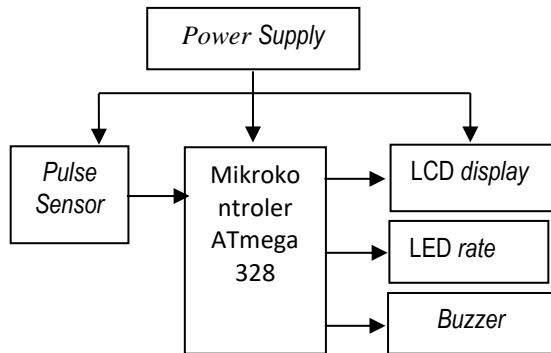 Power Supply
Pulse
Sensor
Mikroko
ntroler
ATmega
328
LCD display
LED rate
Buzzer